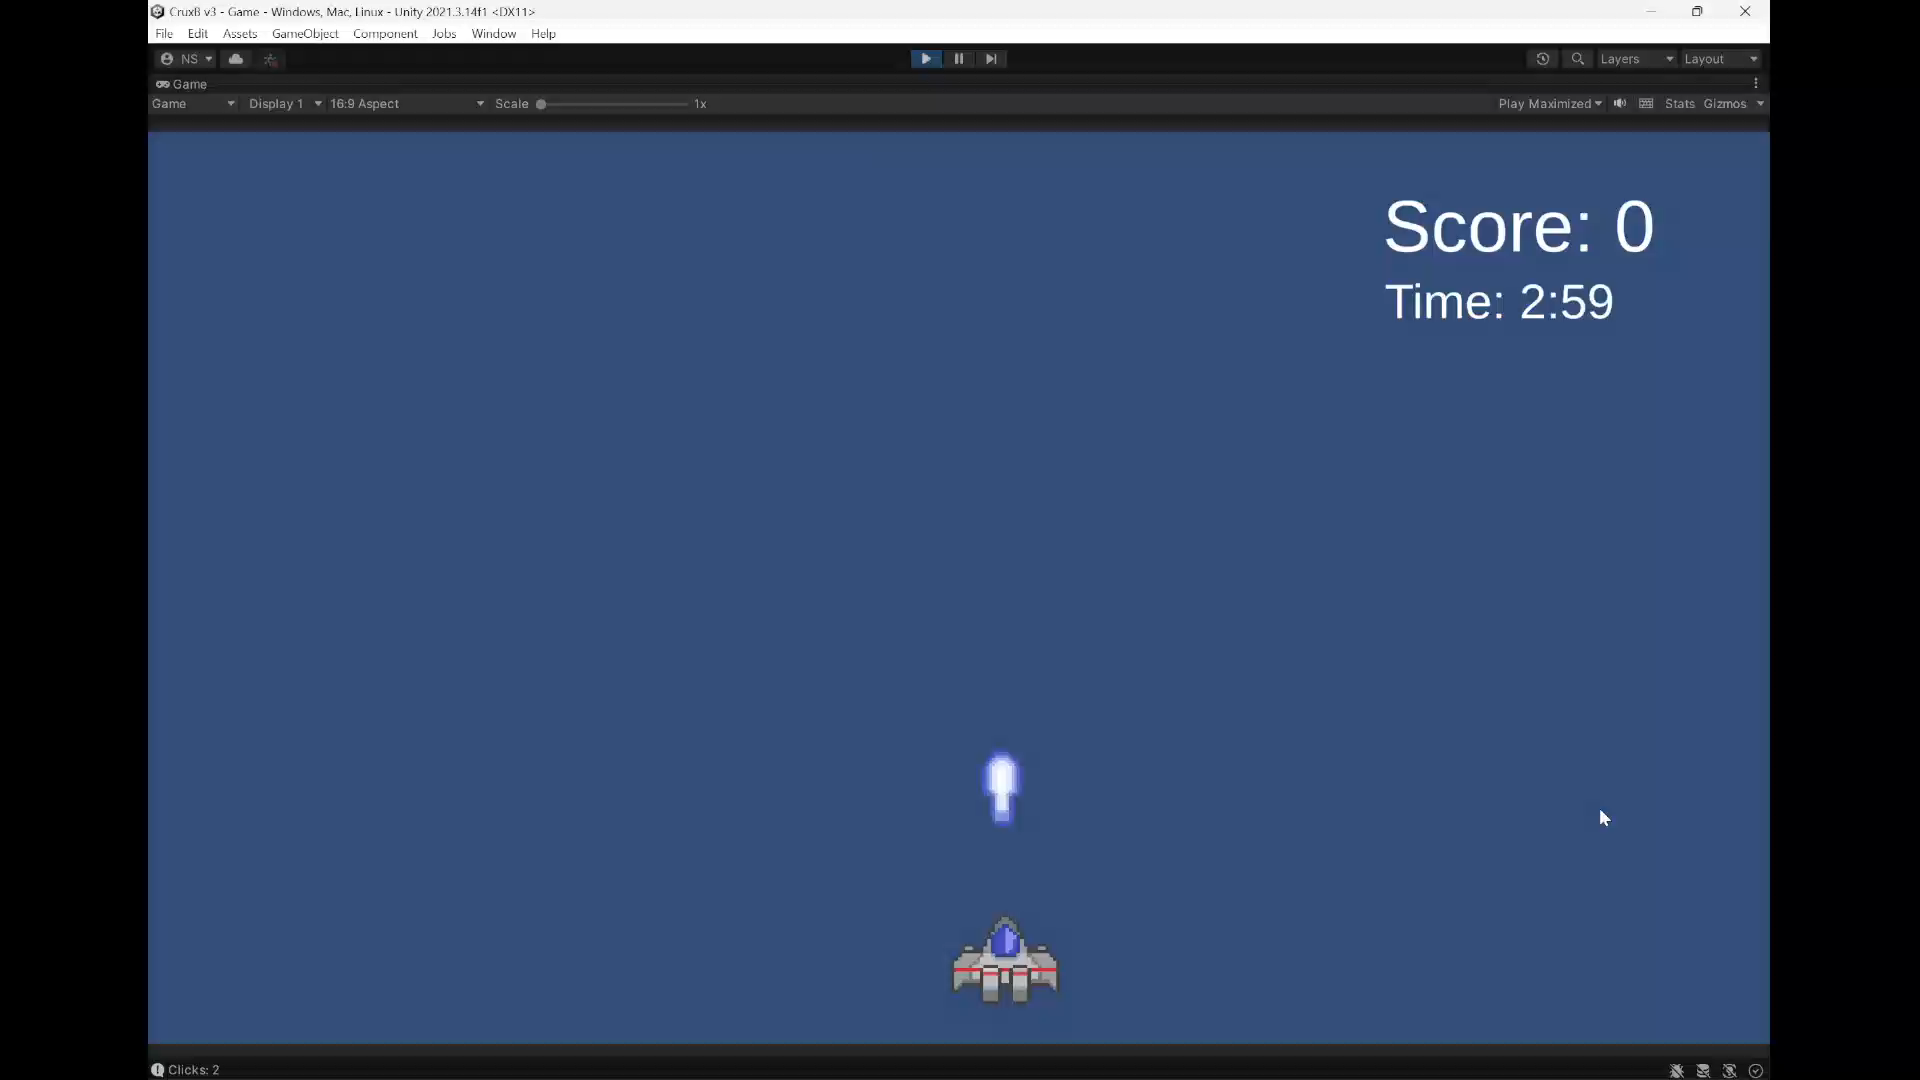 CruxB v3 - Game - Windows, Mac, Linux - Unity 2021.3.14f1 <DX11>
File Edit Assets GameObject Component Jobs Window Help
NS Layers Layout
Game
Game Display 1 16:9 Aspect Scale 1x Play Maximized Stats Gizmos
Score: 0
Time: 2:59
Clicks: 2